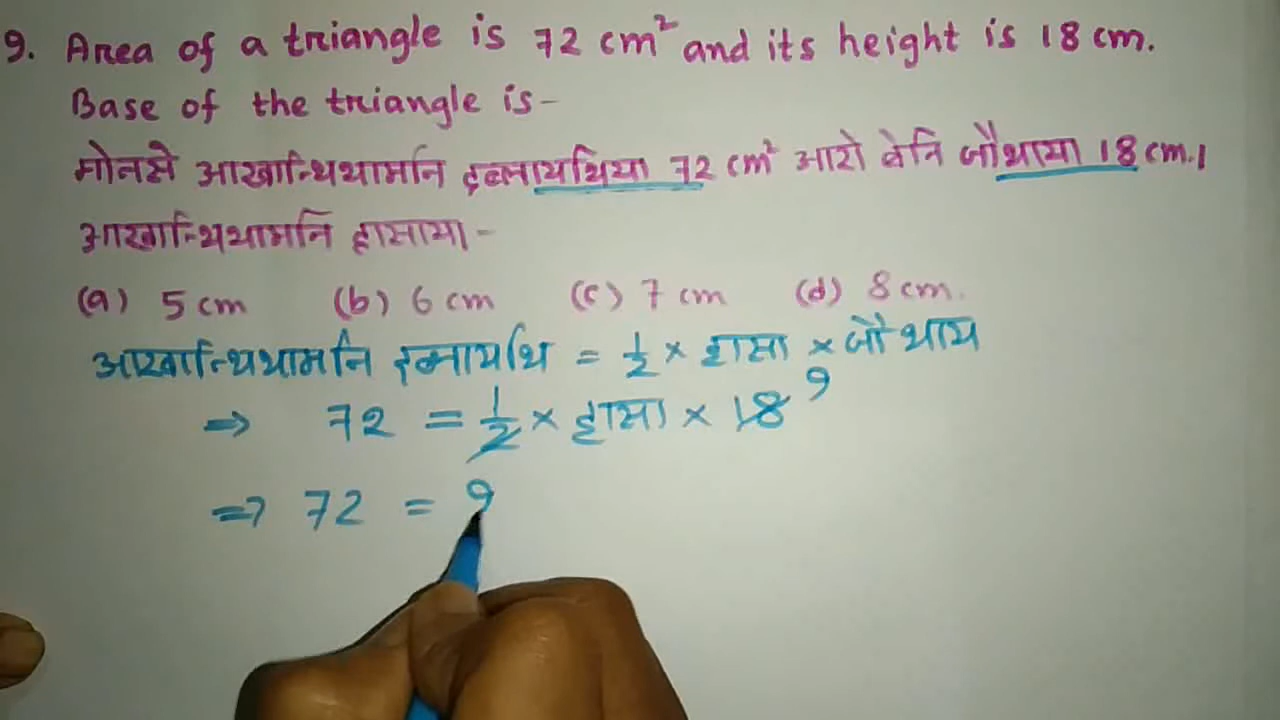 9. Area of a triangle is 72 cm² and its height is 18 cm.
Base of the triangle is -
मोनसे आखान्थिथामनि दब्लायथिया 72 cm² आरो बेनि जौथाया 18 cm.।
आखान्थिथामनि हासाया -
(a) 5 cm (b) 6 cm (c) 7 cm (d) 8 cm.
आखान्थिथामनि दब्लायथि = 1/2 × हासा × जौथाय
⇒ 72 = 1/2 × हासा × 18 9
⇒ 72 = 9